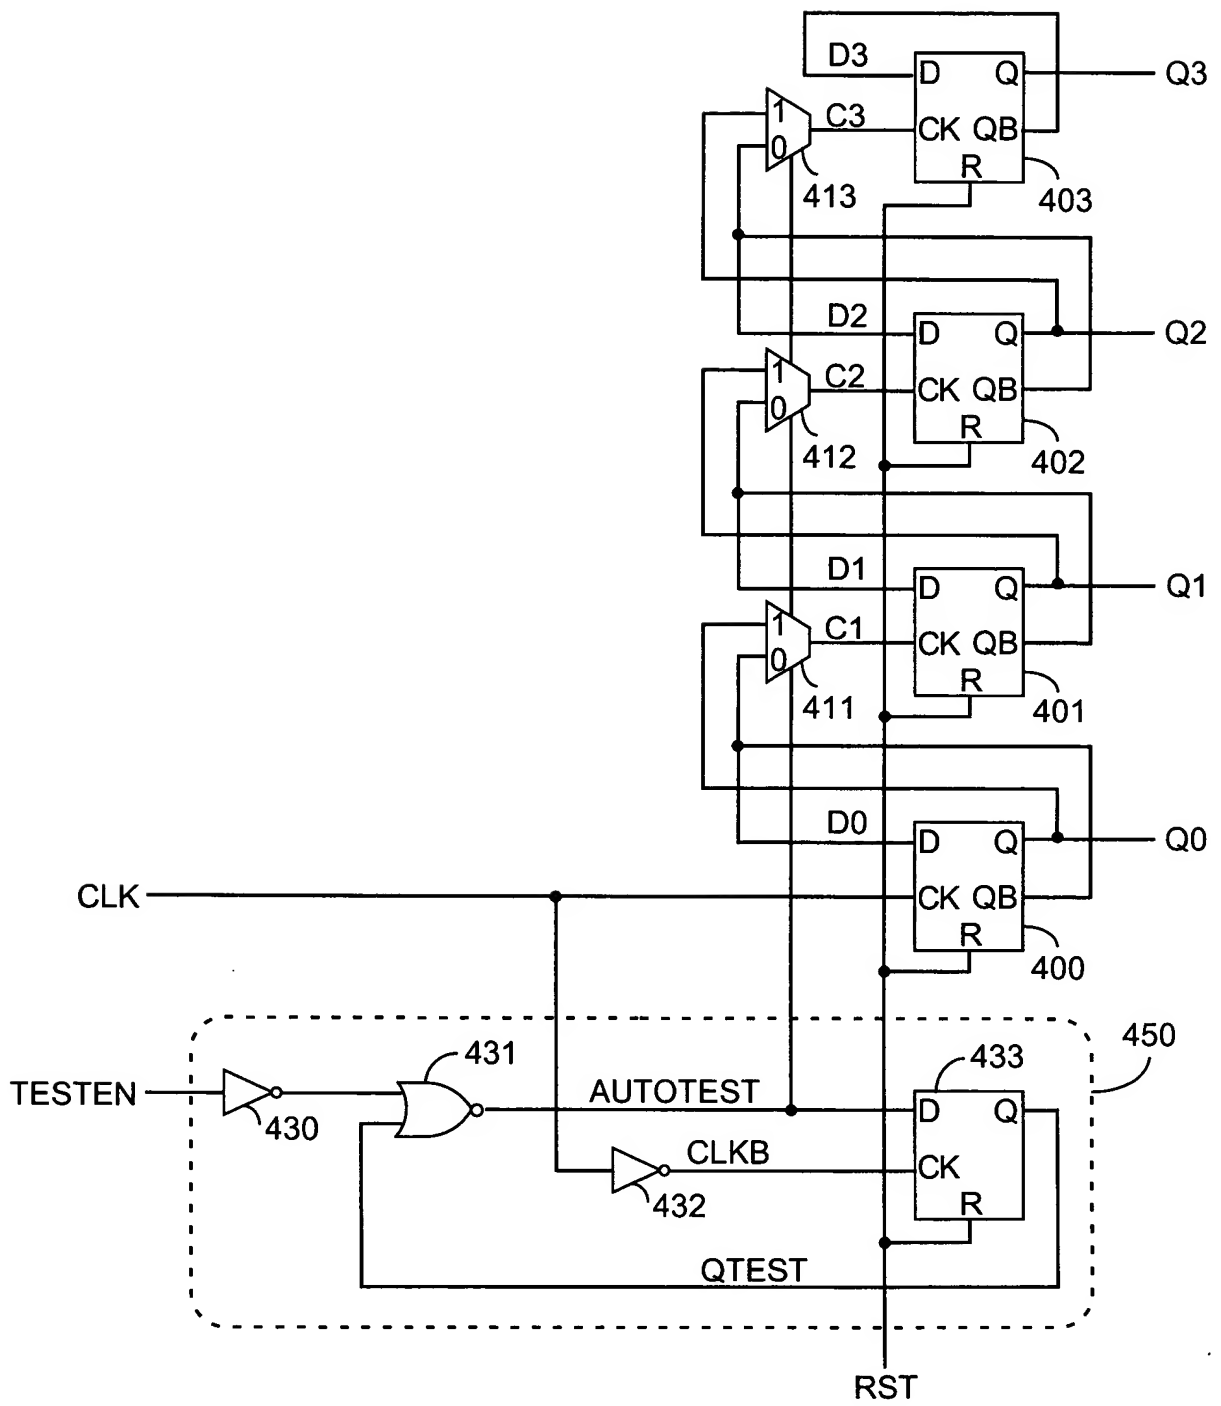 D3
D Q Q3
1 C3
CK QB
0
R
413
403
D2
D Q Q2
1 C2
CK QB
0
R
412
402
D1
D Q Q1
1 C1
CK QB
0
R
411
401
D0
D Q Q0
CLK
CK QB
R
400
450
431
433
TESTEN
AUTOTEST
D Q
430
CLKB
CK
432
R
QTEST
RST